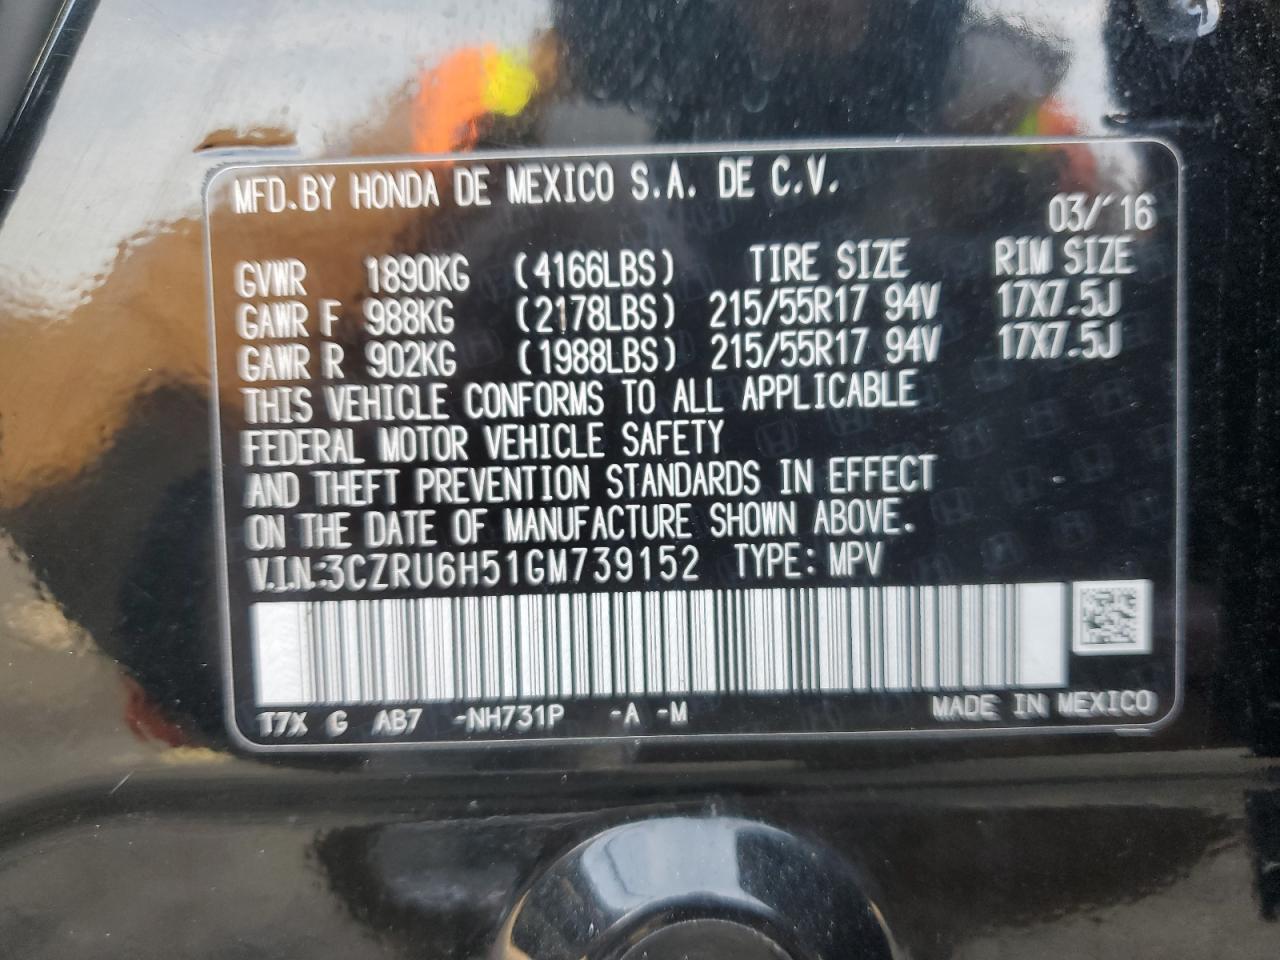 MFD.BY HONDA DE MEXICO S.A. DE C.V.
03/'16
GVWR 1890KG (4166LBS) TIRE SIZE RIM SIZE
GAWR F 988KG (2178LBS) 215/55R17 94V 17X7.5J
GAWR R 902KG (1988LBS) 215/55R17 94V 17X7.5J
THIS VEHICLE CONFORMS TO ALL APPLICABLE
FEDERAL MOTOR VEHICLE SAFETY
AND THEFT PREVENTION STANDARDS IN EFFECT
ON THE DATE OF MANUFACTURE SHOWN ABOVE.
V.I.N.:3CZRU6H51GM739152 TYPE: MPV
T7X G AB7 -NH731P -A -M MADE IN MEXICO